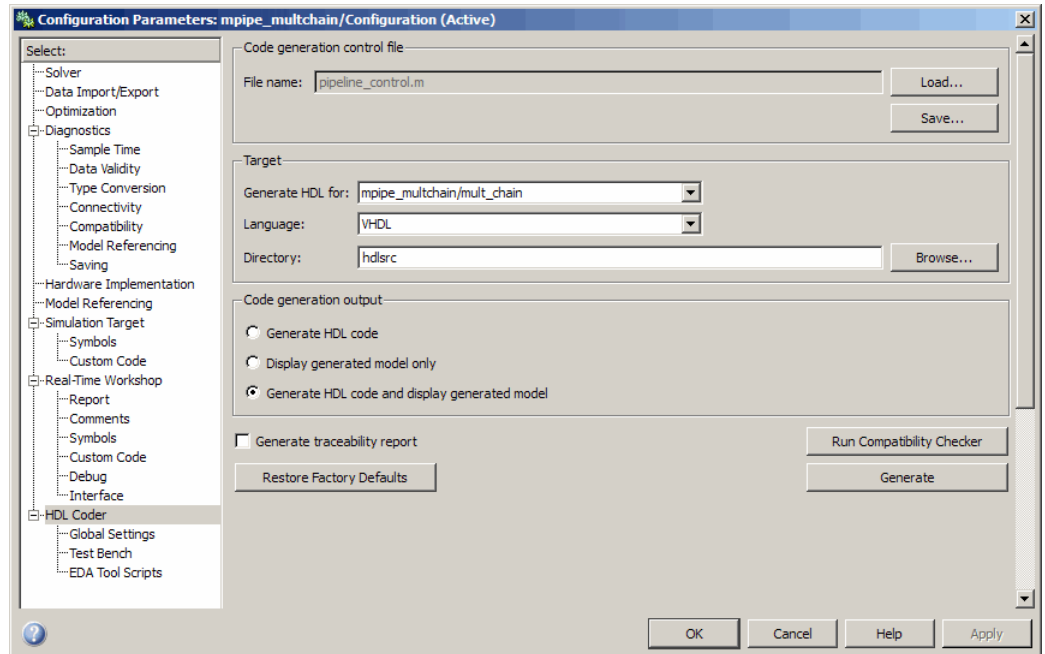 Configuration Parameters: mpipe_multchain/Configuration (Active)
Select:
Solver
Data Import/Export
Optimization
Diagnostics
Sample Time
Data Validity
Type Conversion
Connectivity
Compatibility
Model Referencing
Saving
Hardware Implementation
Model Referencing
Simulation Target
Symbols
Custom Code
Real-Time Workshop
Report
Comments
Symbols
Custom Code
Debug
Interface
HDL Coder
Global Settings
Test Bench
EDA Tool Scripts
Code generation control file
File name: pipeline_control.m Load...
Save...
Target
Generate HDL for: mpipe_multchain/mult_chain
Language: VHDL
Directory: hdlsrc Browse...
Code generation output
Generate HDL code
Display generated model only
Generate HDL code and display generated model
Generate traceability report Run Compatibility Checker
Restore Factory Defaults Generate
OK Cancel Help Apply